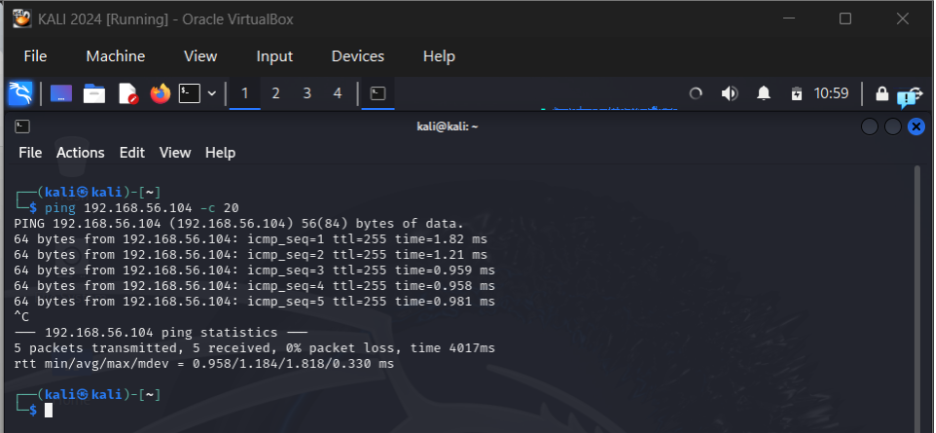 KALI 2024 [Running] - Oracle VirtualBox
File Machine View Input Devices Help
1 2 3 4 10:59
kali@kali: ~
File Actions Edit View Help
┌──(kali㉿kali)-[~]
└─$ ping 192.168.56.104 -c 20
PING 192.168.56.104 (192.168.56.104) 56(84) bytes of data.
64 bytes from 192.168.56.104: icmp_seq=1 ttl=255 time=1.82 ms
64 bytes from 192.168.56.104: icmp_seq=2 ttl=255 time=1.21 ms
64 bytes from 192.168.56.104: icmp_seq=3 ttl=255 time=0.959 ms
64 bytes from 192.168.56.104: icmp_seq=4 ttl=255 time=0.958 ms
64 bytes from 192.168.56.104: icmp_seq=5 ttl=255 time=0.981 ms
^C
--- 192.168.56.104 ping statistics ---
5 packets transmitted, 5 received, 0% packet loss, time 4017ms
rtt min/avg/max/mdev = 0.958/1.184/1.818/0.330 ms
┌──(kali㉿kali)-[~]
└─$